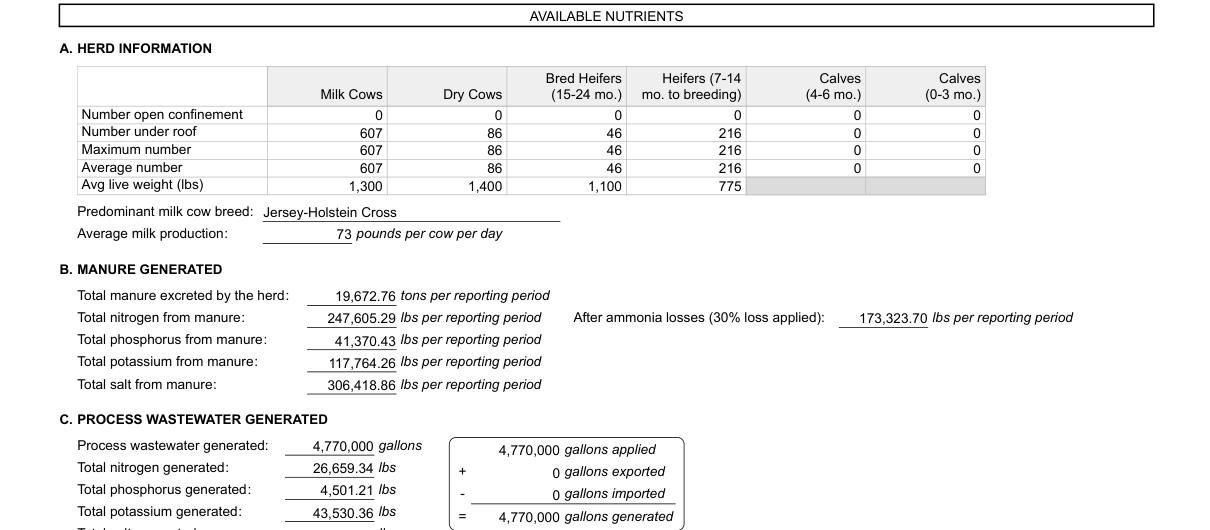 AVAILABLE NUTRIENTS
A. HERD INFORMATION
Milk Cows Dry Cows Bred Heifers (15-24 mo.) Heifers (7-14 mo. to breeding) Calves (4-6 mo.) Calves (0-3 mo.)
Number open confinement 0 0 0 0 0 0
Number under roof 607 86 46 216 0 0
Maximum number 607 86 46 216 0 0
Average number 607 86 46 216 0 0
Avg live weight (lbs) 1,300 1,400 1,100 775
Predominant milk cow breed: Jersey-Holstein Cross
Average milk production: 73 pounds per cow per day
B. MANURE GENERATED
Total manure excreted by the herd: 19,672.76 tons per reporting period
Total nitrogen from manure: 247,605.29 lbs per reporting period After ammonia losses (30% loss applied): 173,323.70 lbs per reporting period
Total phosphorus from manure: 41,370.43 lbs per reporting period
Total potassium from manure: 117,764.26 lbs per reporting period
Total salt from manure: 306,418.86 lbs per reporting period
C. PROCESS WASTEWATER GENERATED
Process wastewater generated: 4,770,000 gallons
Total nitrogen generated: 26,659.34 lbs
Total phosphorus generated: 4,501.21 lbs
Total potassium generated: 43,530.36 lbs
4,770,000 gallons applied
+ 0 gallons exported
- 0 gallons imported
= 4,770,000 gallons generated